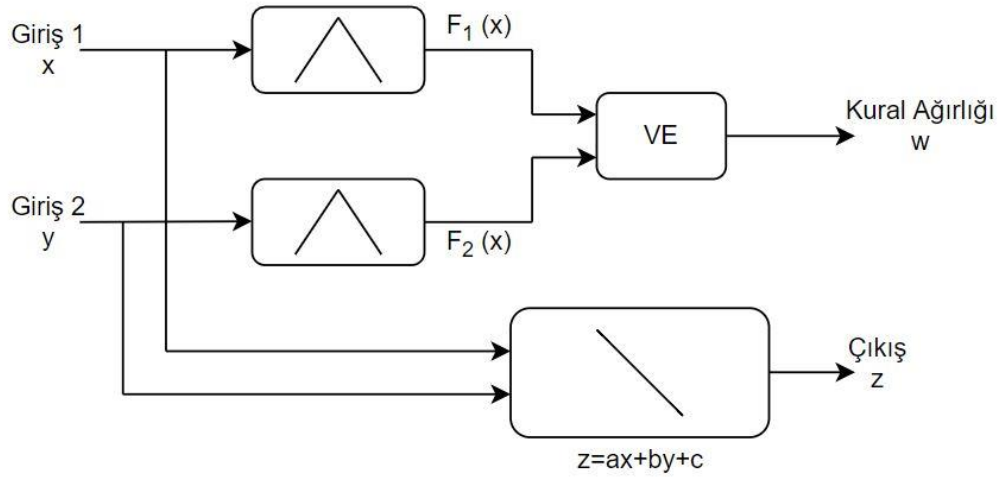 Giriş 1
x
F1 (x)
VE
Kural Ağırlığı
w
Giriş 2
y
F2 (x)
Çıkış
z
z=ax+by+c